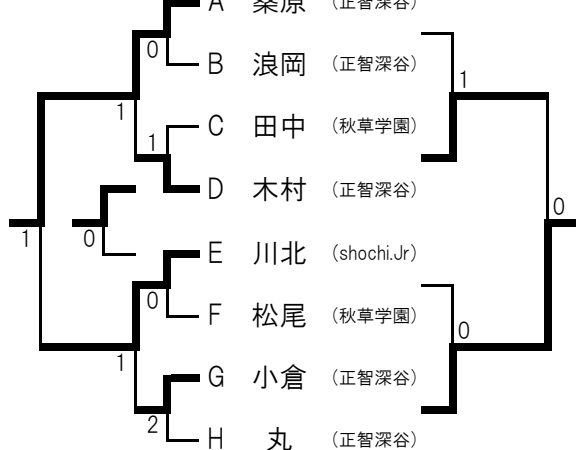 A 桑原 (正智深谷)
0
B 浪岡 (正智深谷)
1
1
C 田中 (秋草学園)
1
D 木村 (正智深谷)
0
1
0
E 川北 (shochi.Jr)
0
F 松尾 (秋草学園)
0
1
G 小倉 (正智深谷)
2
H 丸 (正智深谷)